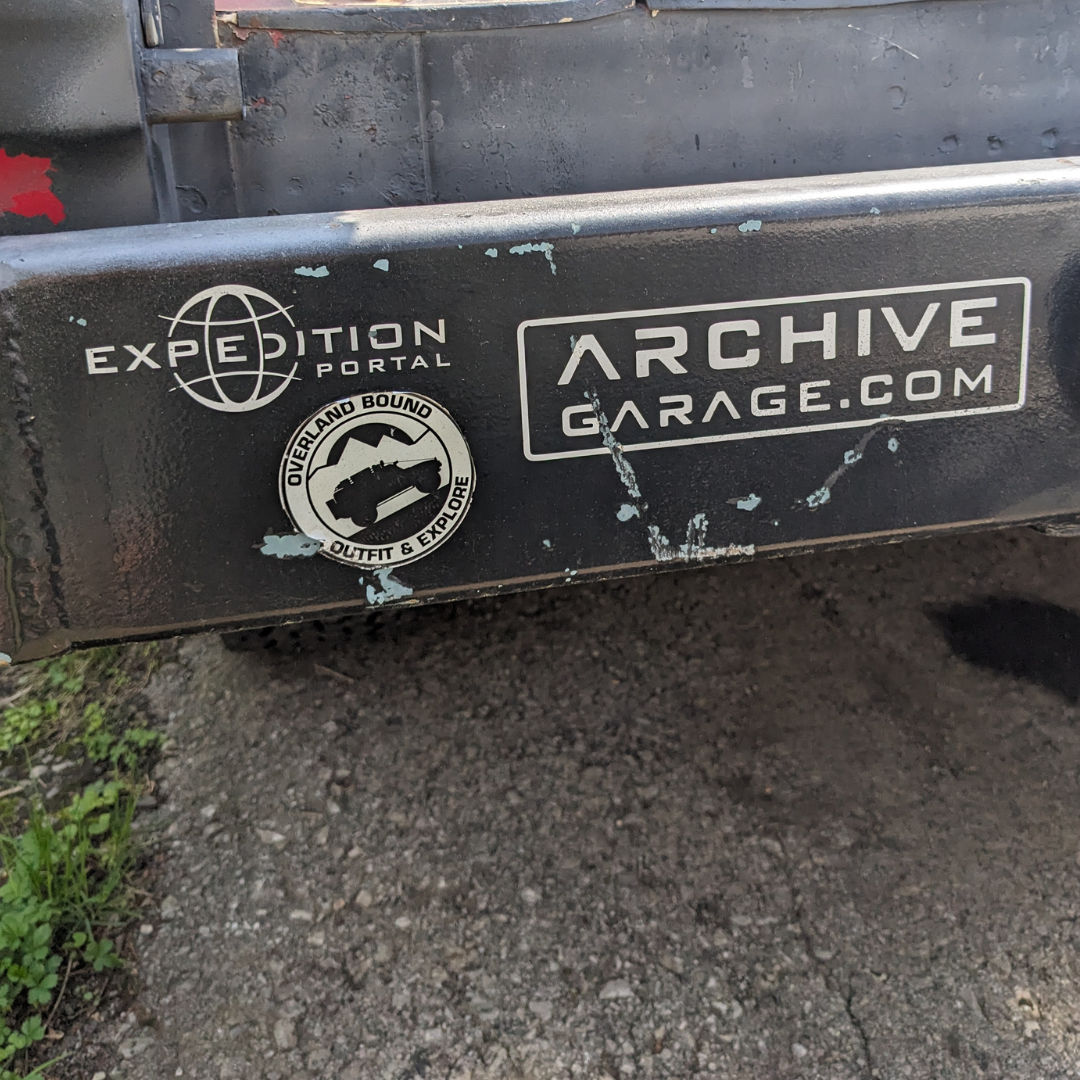 EXPEDITION
PORTAL
ARCHIVE
GARAGE.COM
OVERLAND BOUND
OUTFIT & EXPLORE